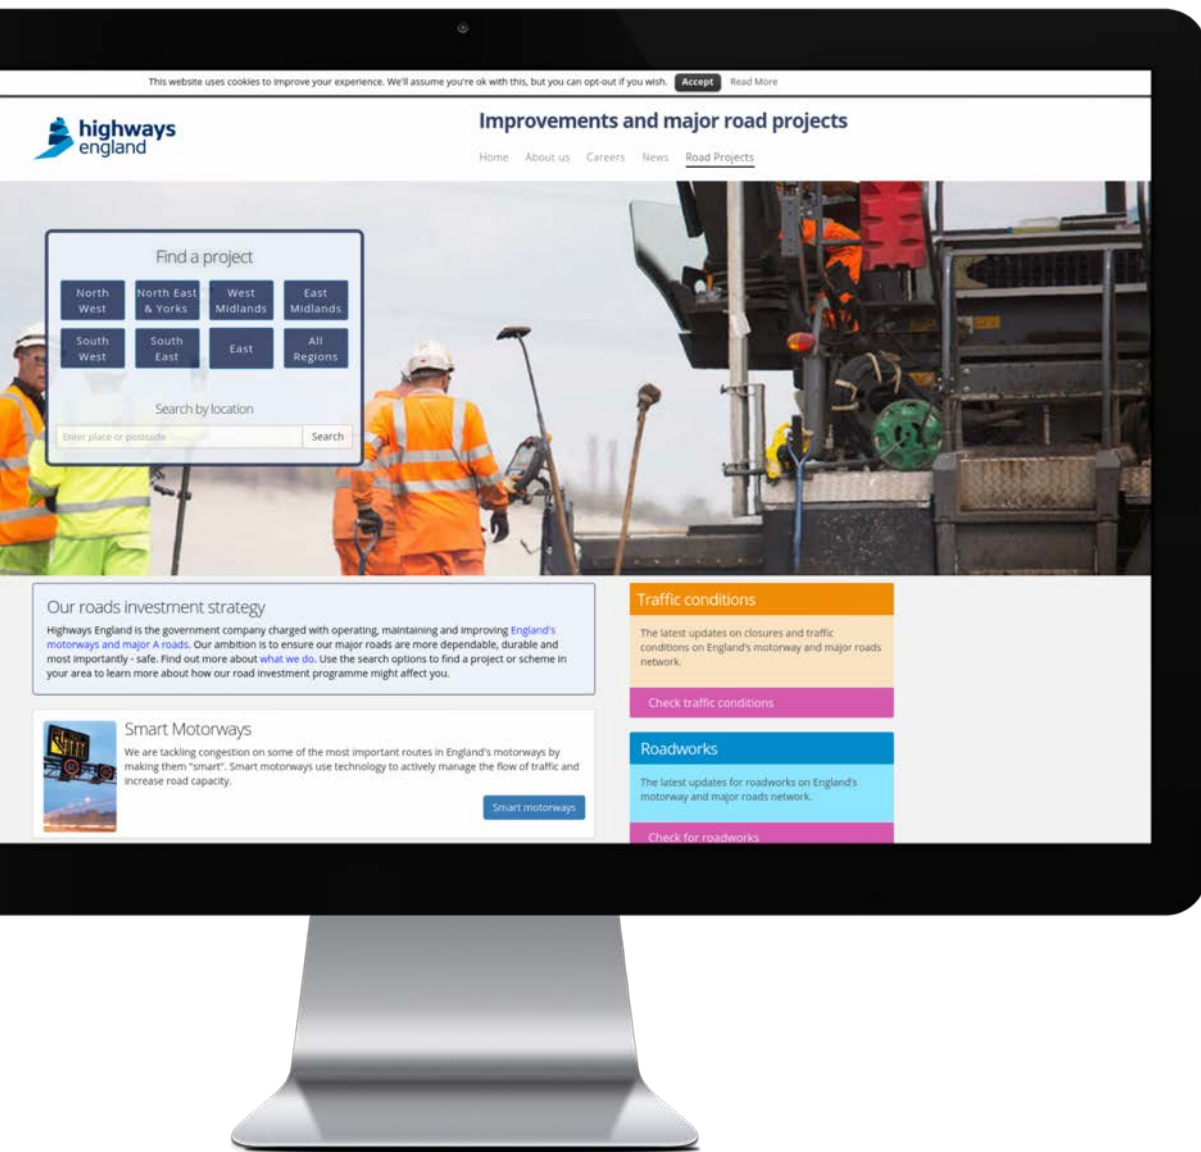 This website uses cookies to improve your experience. We'll assume you're ok with this, but you can opt-out if you wish. Accept Read More
highways
england
Improvements and major road projects
Home About us Careers News Road Projects
Find a project
North
West
North East
& Yorks
West
Midlands
East
Midlands
South
West
South
East
East
All
Regions
Search by location
Enter place or postcode
Search
Our roads investment strategy
Highways England is the government company charged with operating, maintaining and improving England's
motorways and major A roads. Our ambition is to ensure our major roads are more dependable, durable and
most importantly - safe. Find out more about what we do. Use the search options to find a project or scheme in
your area to learn more about how our road investment programme might affect you.
Smart Motorways
We are tackling congestion on some of the most important routes in England's motorways by
making them "smart". Smart motorways use technology to actively manage the flow of traffic and
increase road capacity.
Smart motorways
Traffic conditions
The latest updates on closures and traffic
conditions on England's motorway and major roads
network.
Check traffic conditions
Roadworks
The latest updates for roadworks on England's
motorway and major roads network.
Check for roadworks